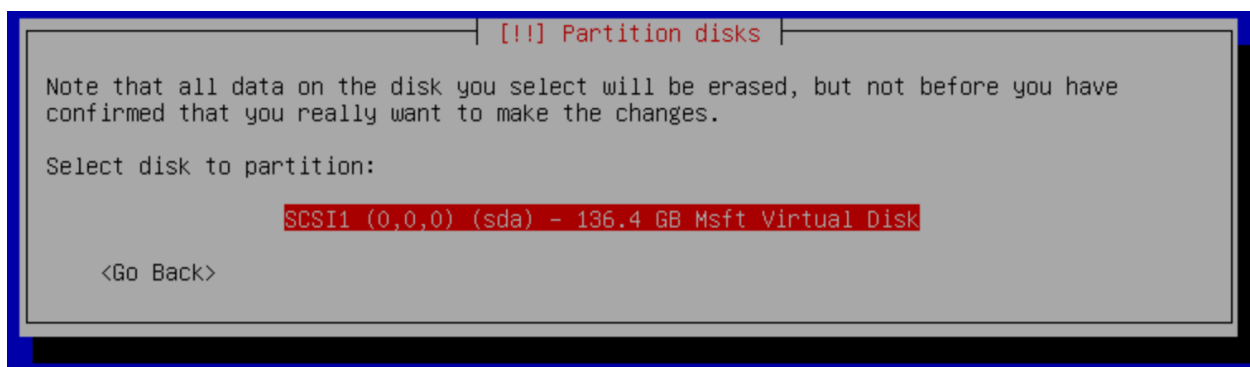 [!!] Partition disks
Note that all data on the disk you select will be erased, but not before you have
confirmed that you really want to make the changes.
Select disk to partition:
SCSI1 (0,0,0) (sda) - 136.4 GB Msft Virtual Disk
<Go Back>